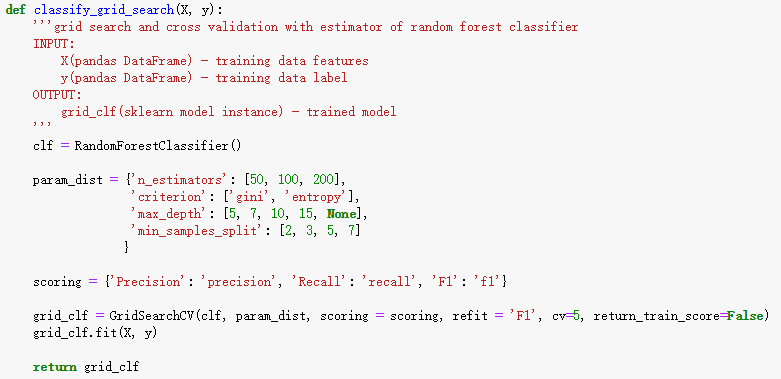 def classify_grid_search(X, y):
    '''grid search and cross validation with estimator of random forest classifier
    INPUT:
        X(pandas DataFrame) - training data features
        y(pandas DataFrame) - training data label
    OUTPUT:
        grid_clf(sklearn model instance) - trained model
    '''
    clf = RandomForestClassifier()
    param_dist = {'n_estimators': [50, 100, 200],
                  'criterion': ['gini', 'entropy'],
                  'max_depth': [5, 7, 10, 15, None],
                  'min_samples_split': [2, 3, 5, 7]
                 }
    scoring = {'Precision': 'precision', 'Recall': 'recall', 'F1': 'f1'}
    grid_clf = GridSearchCV(clf, param_dist, scoring = scoring, refit = 'F1', cv=5, return_train_score=False)
    grid_clf.fit(X, y)
    return grid_clf